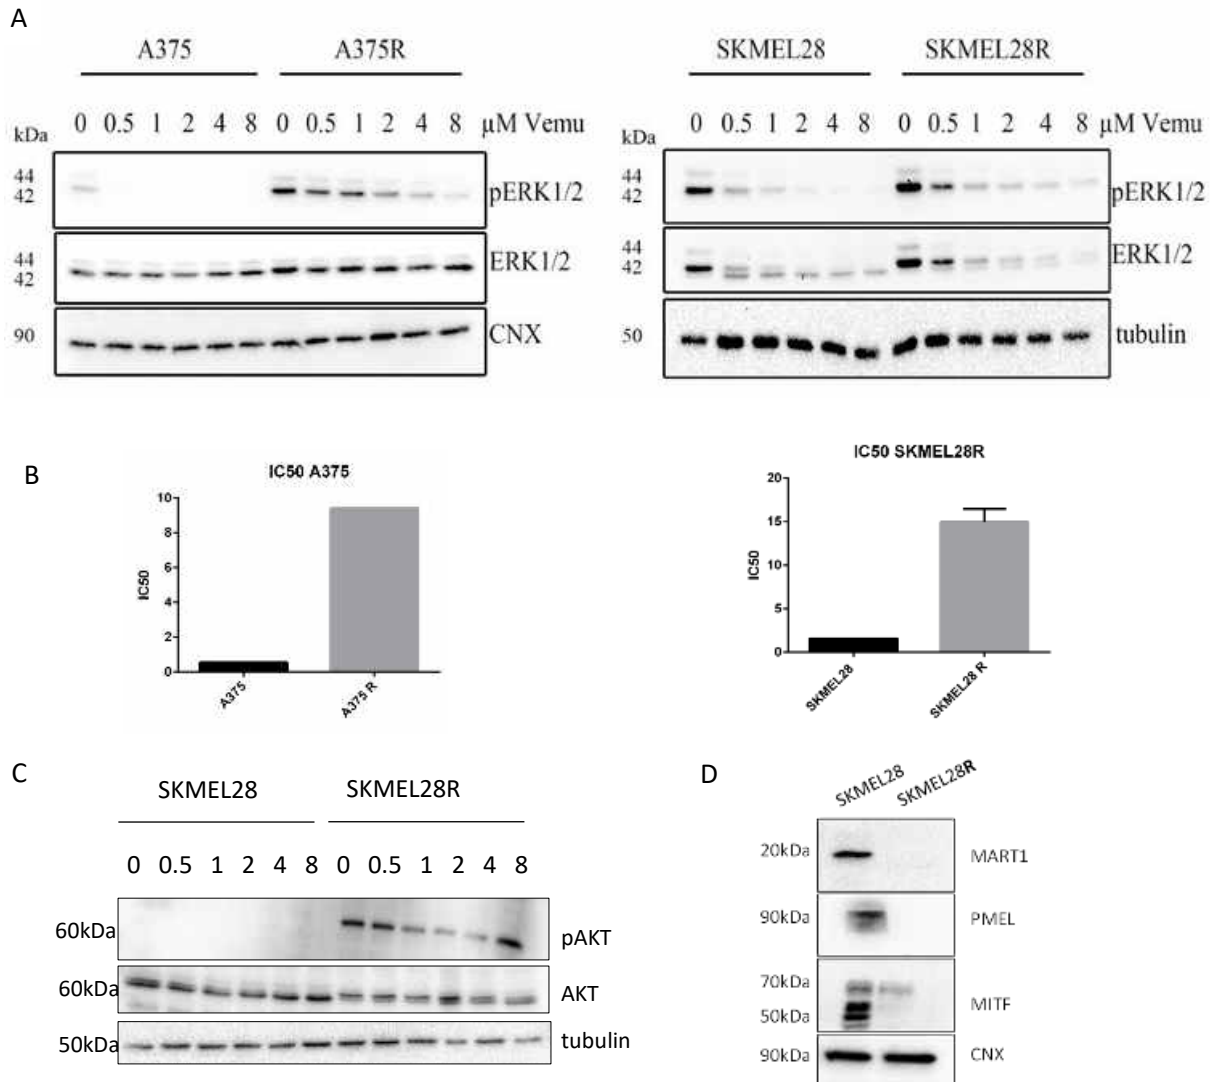 A
A375 A375R
kDa 0 0.5 1 2 4 8 0 0.5 1 2 4 8 µM Vemu
44
42 pERK1/2
44
42 ERK1/2
90 CNX
SKMEL28 SKMEL28R
kDa 0 0.5 1 2 4 8 0 0.5 1 2 4 8 µM Vemu
44
42 pERK1/2
44
42 ERK1/2
50 tubulin
B
IC50 A375
10
8
6
4
2
0
IC50
A375 A375 R
IC50 SKMEL28R
20
15
10
5
0
IC50
SKMEL28 SKMEL28 R
C
SKMEL28 SKMEL28R
0 0.5 1 2 4 8 0 0.5 1 2 4 8
60kDa pAKT
60kDa AKT
50kDa tubulin
D
SKMEL28 SKMEL28R
20kDa MART1
90kDa PMEL
70kDa
50kDa MITF
90kDa CNX